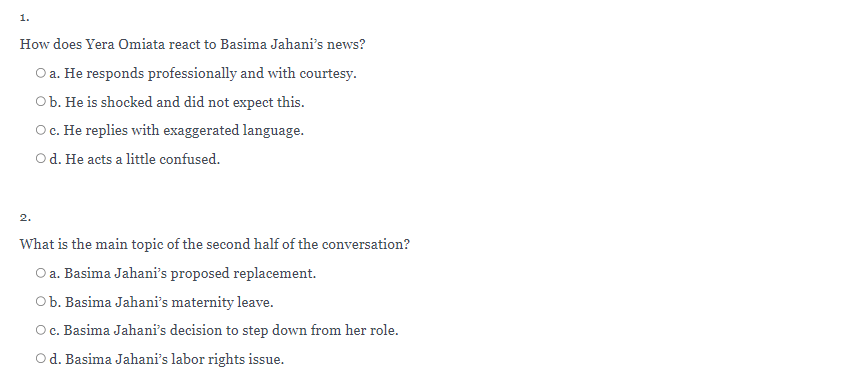 1.
How does Yera Omiata react to Basima Jahani's news?
a. He responds professionally and with courtesy.
b. He is shocked and did not expect this.
c. He replies with exaggerated language.
d. He acts a little confused.
2.
What is the main topic of the second half of the conversation?
a. Basima Jahani's proposed replacement.
b. Basima Jahani's maternity leave.
c. Basima Jahani's decision to step down from her role.
d. Basima Jahani's labor rights issue.